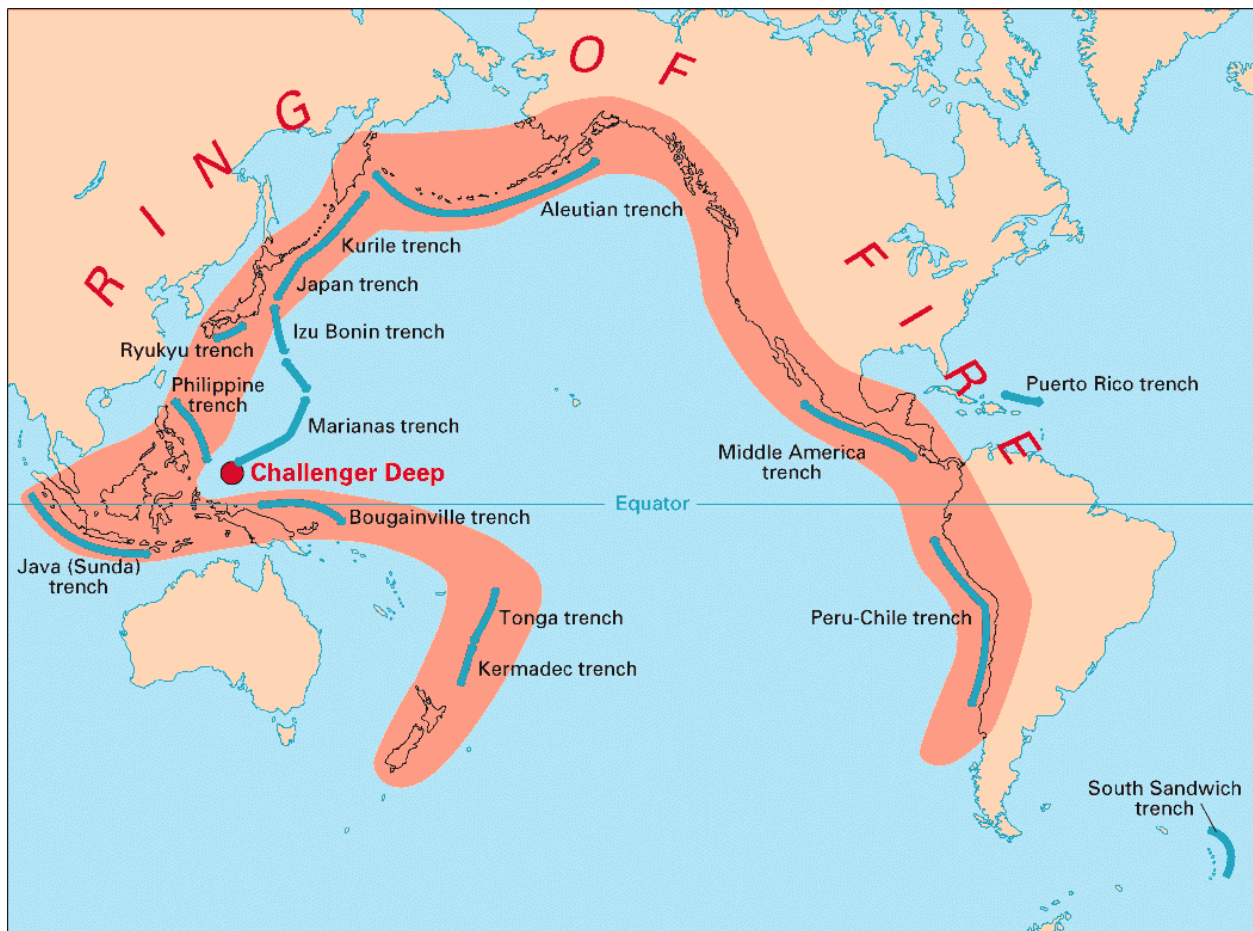 RING OF FIRE
Aleutian trench
Kurile trench
Japan trench
Izu Bonin trench
Ryukyu trench
Philippine
trench
Marianas trench
Challenger Deep
Puerto Rico trench
Middle America
trench
Equator
Bougainville trench
Java (Sunda)
trench
Tonga trench
Kermadec trench
Peru-Chile trench
South Sandwich
trench